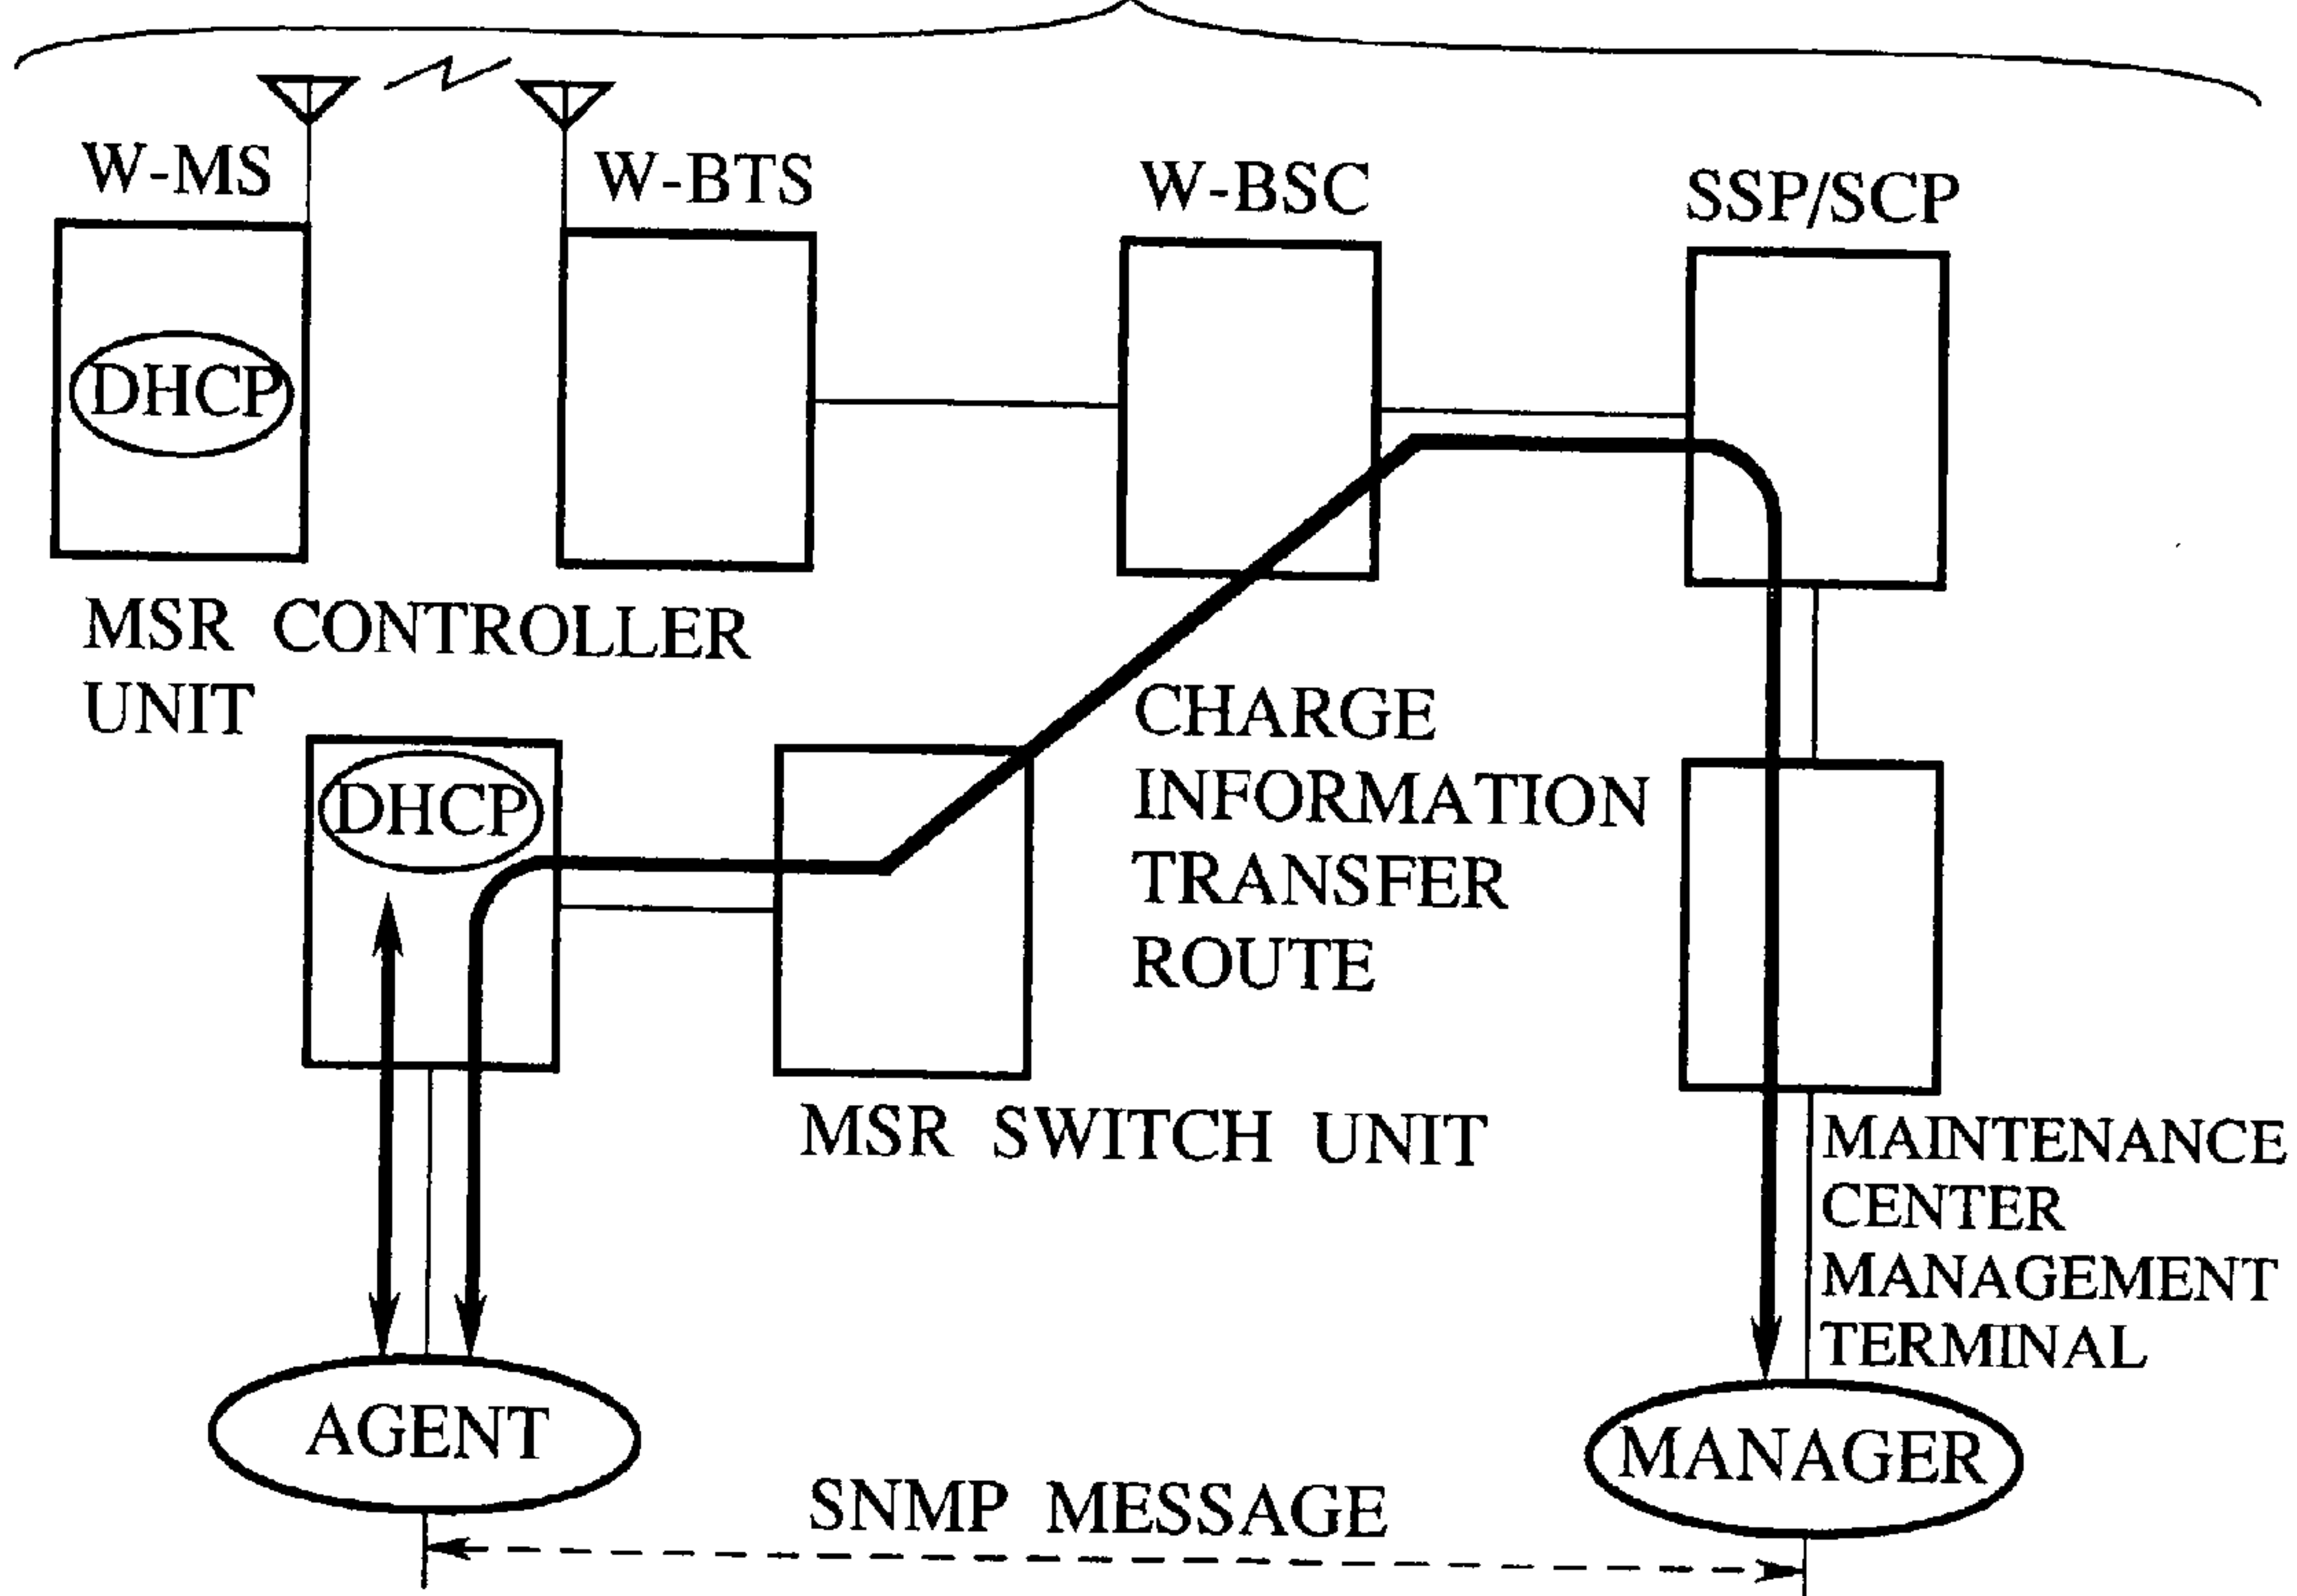 W-MS
W-BTS
W-BSC
SSP/SCP
DHCP
MSR CONTROLLER
UNIT
DHCP
CHARGE
INFORMATION
TRANSFER
ROUTE
MSR SWITCH UNIT
MAINTENANCE
CENTER
MANAGEMENT
TERMINAL
AGENT
MANAGER
SNMP MESSAGE